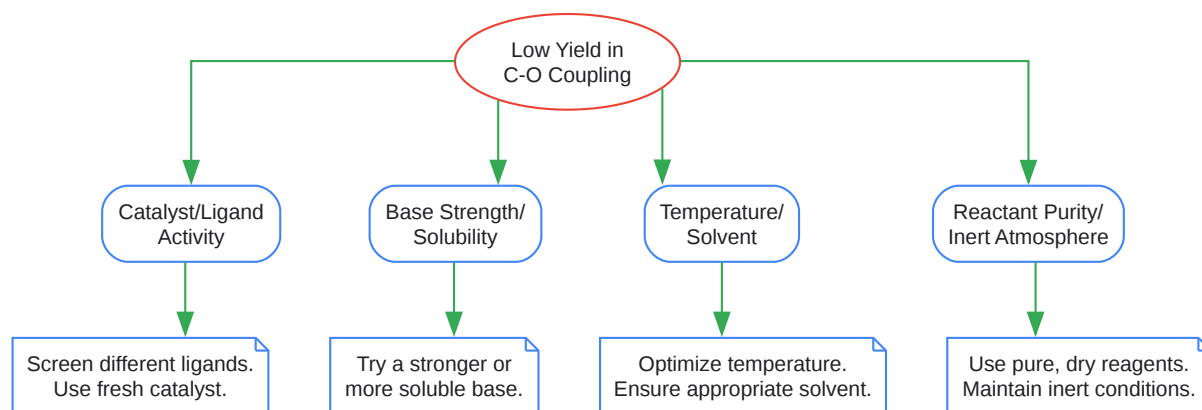 Low Yield in
C-O Coupling
Catalyst/Ligand
Activity
Base Strength/
Solubility
Temperature/
Solvent
Reactant Purity/
Inert Atmosphere
Screen different ligands.
Use fresh catalyst.
Try a stronger or
more soluble base.
Optimize temperature.
Ensure appropriate solvent.
Use pure, dry reagents.
Maintain inert conditions.